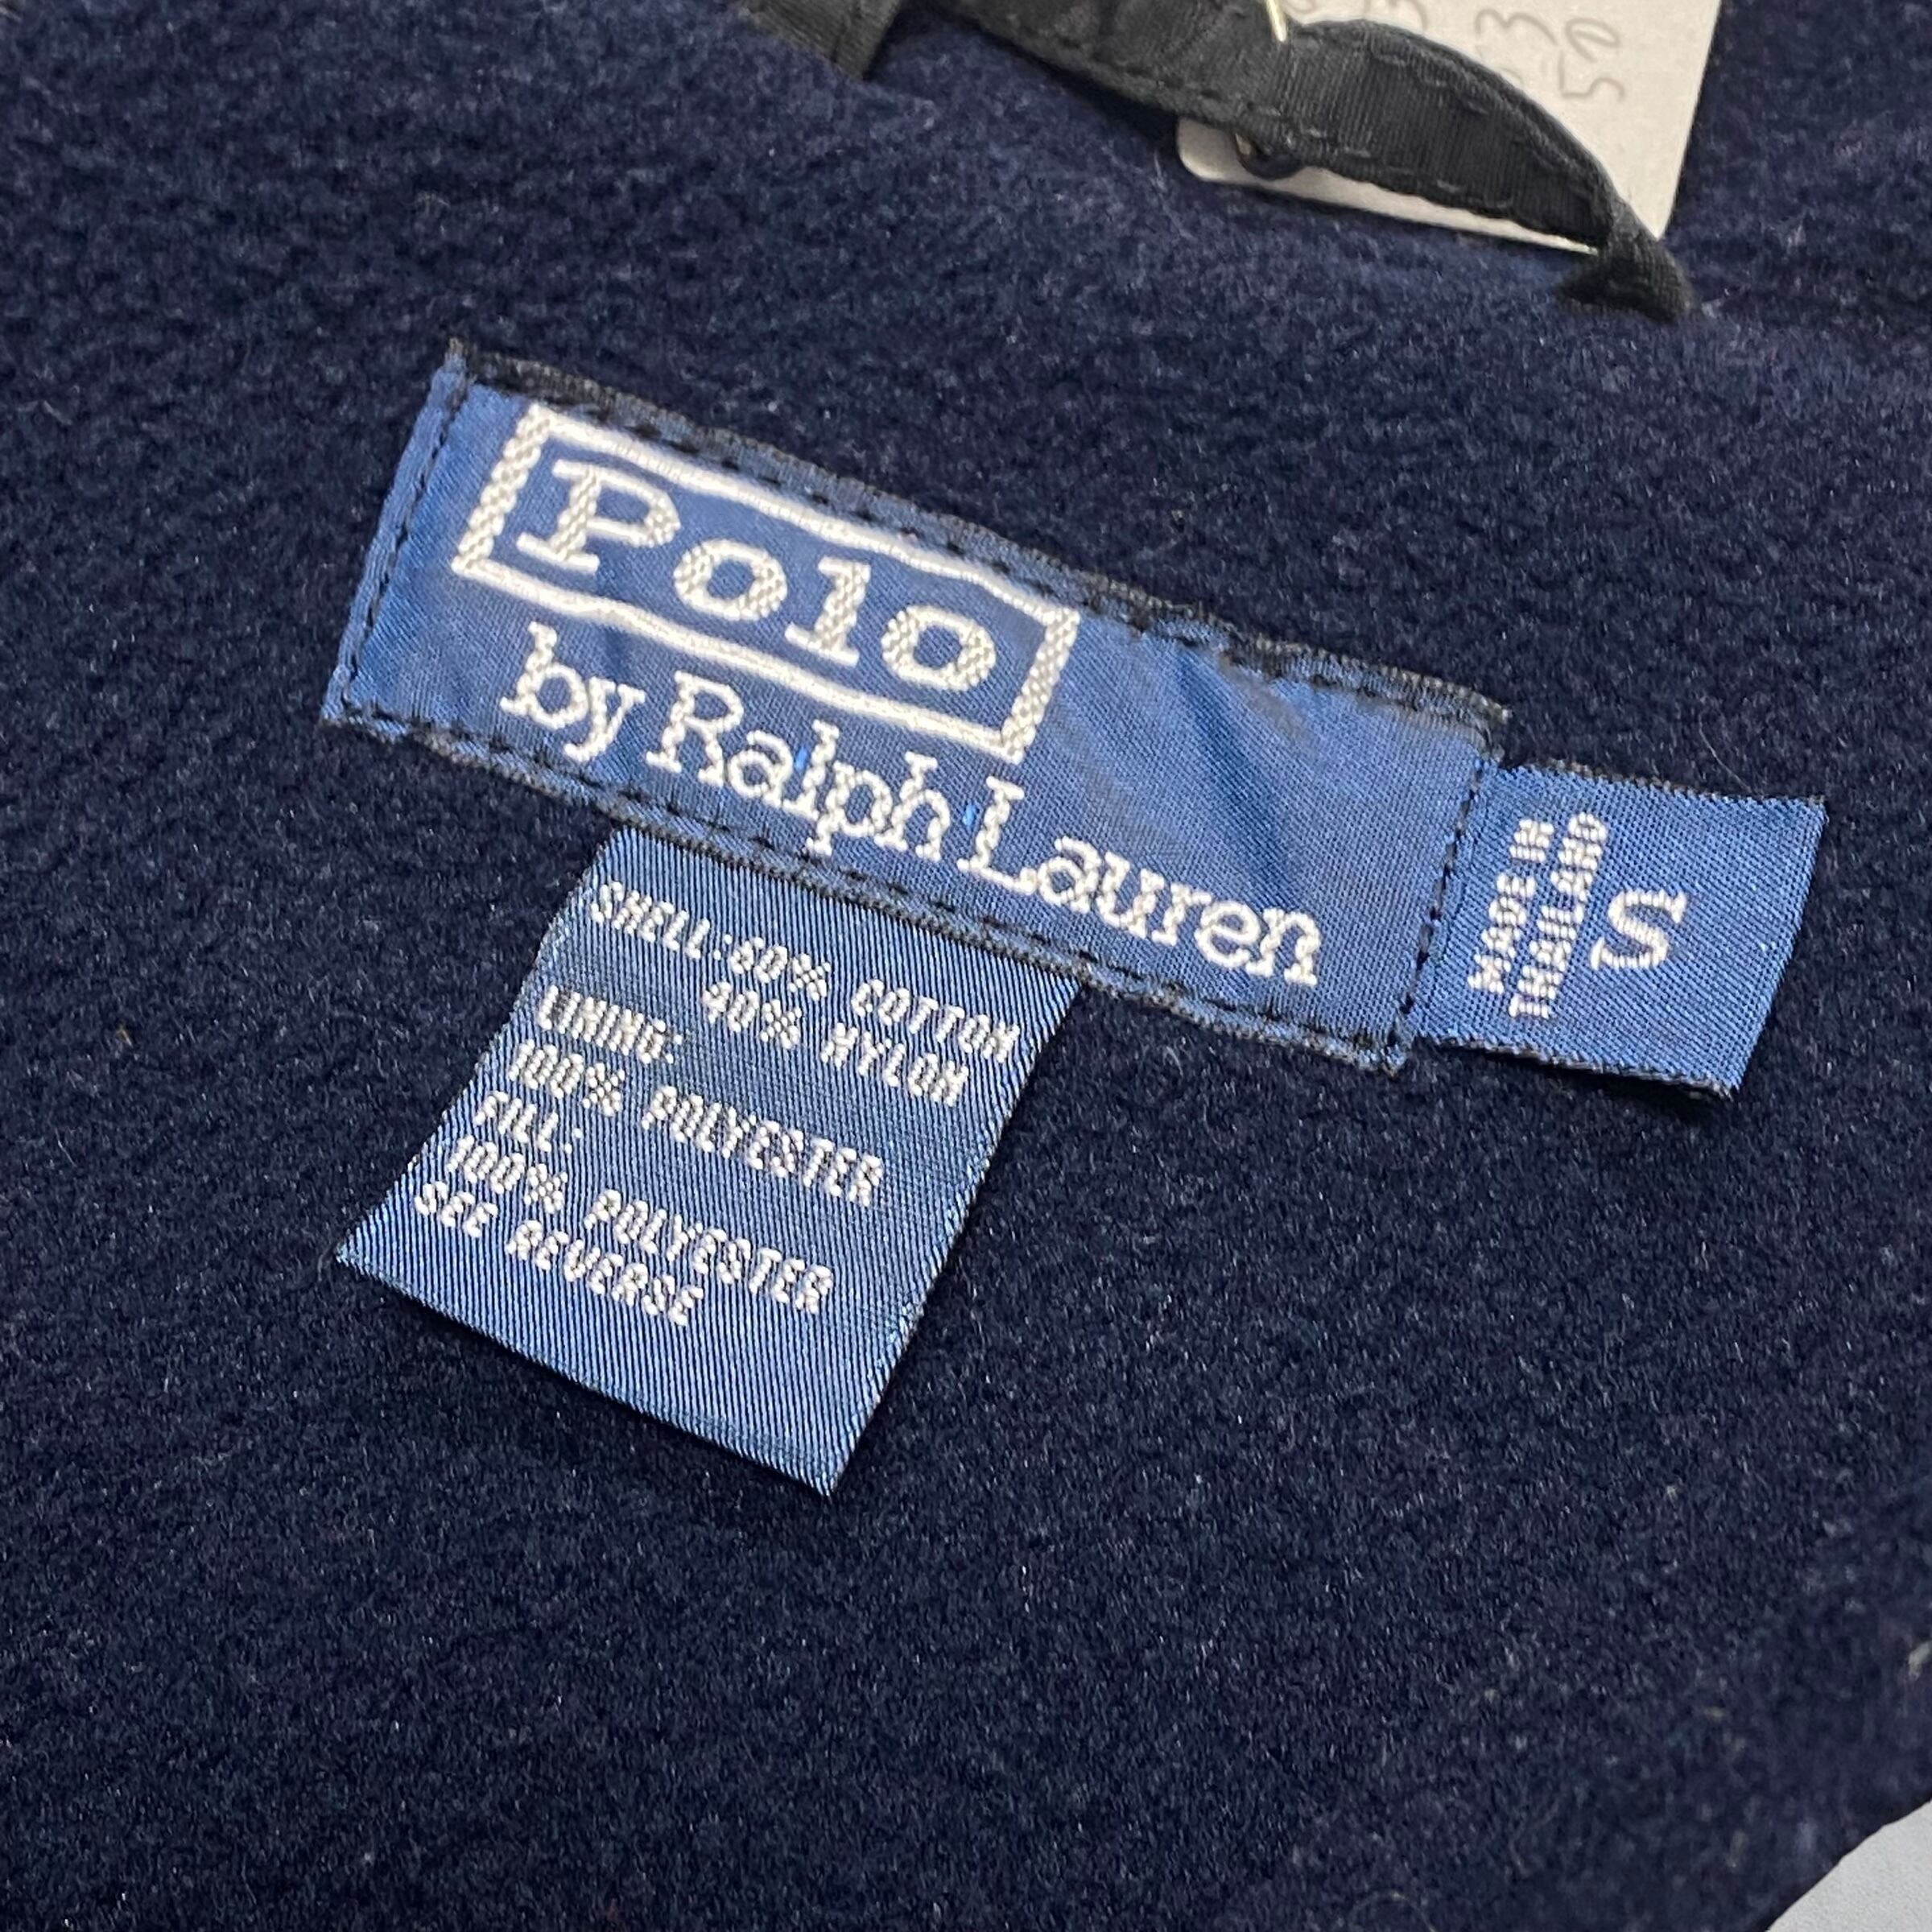 Polo
by Ralph Lauren
MADE IN
THAILAND
S
SHELL: 60% COTTON
40% NYLON
LINING:
100% POLYESTER
FILL:
100% POLYESTER
SEE REVERSE